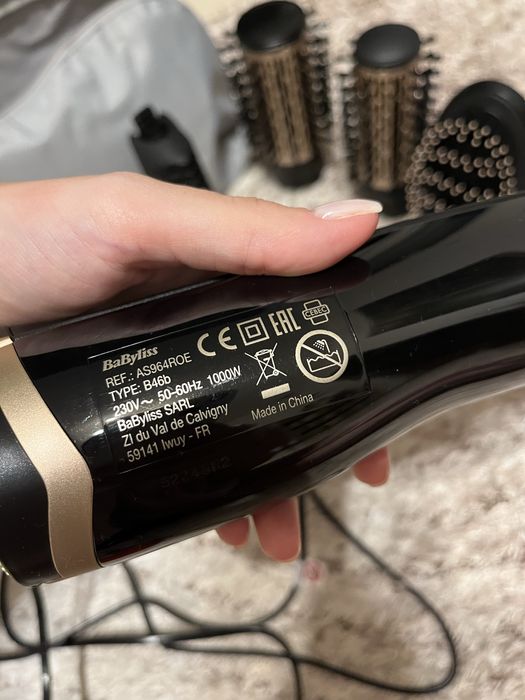 BaByliss
REF.: AS964ROE
TYPE: B46b
230V~ 50-60Hz 1000W
BaByliss SARL
ZI du Val de Calvigny
59141 Iwuy - FR
CE EAC CEBEC
Made in China